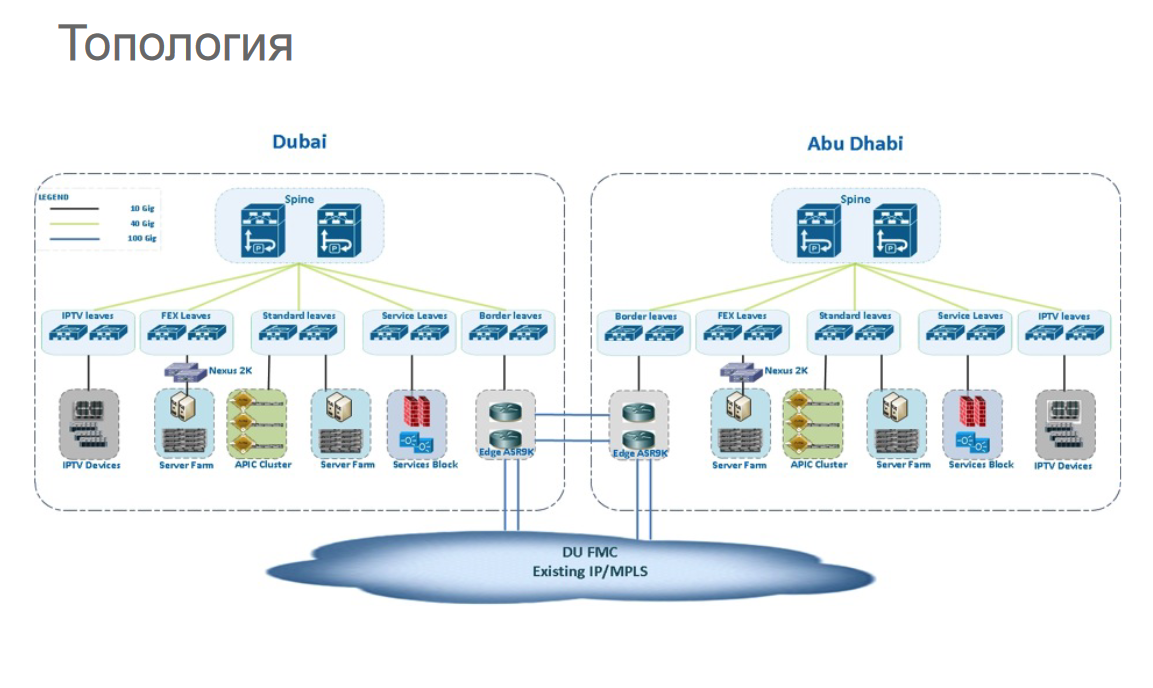 Топология
Dubai
Abu Dhabi
LEGEND
10 Gig
40 Gig
100 Gig
Spine
Spine
IPTV leaves
FEX Leaves
Standard leaves
Service Leaves
Border leaves
Border leaves
FEX Leaves
Standard leaves
Service Leaves
IPTV leaves
Nexus 2K
Nexus 2K
P
P
P
P
IPTV Devices
Server Farm
APIC Cluster
Server Farm
Services Block
Edge ASR9K
Edge ASR9K
Server Farm
APIC Cluster
Server Farm
Services Block
IPTV Devices
DU FMC
Existing IP/MPLS